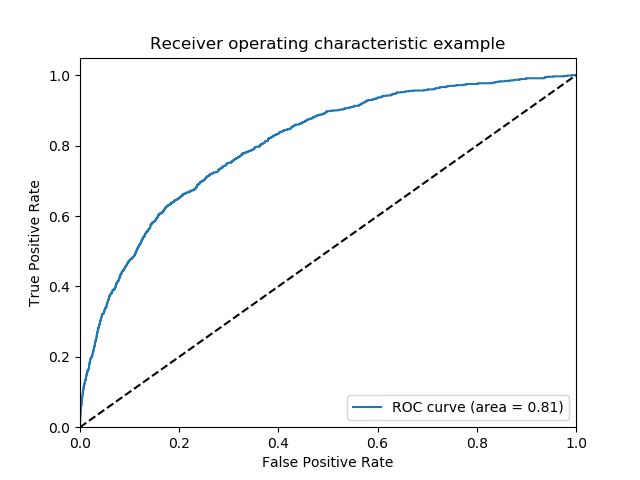 Receiver operating characteristic example
1.0
0.8
0.6
0.4
0.2
0.0
True Positive Rate
ROC curve (area = 0.81)
0.0 0.2 0.4 0.6 0.8 1.0
False Positive Rate